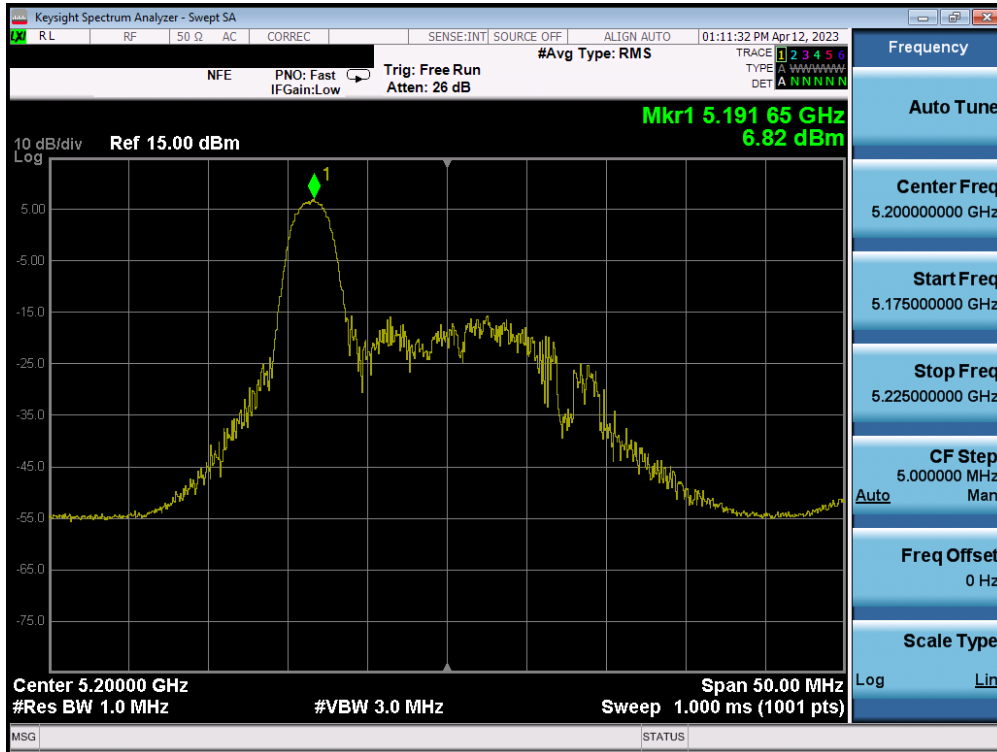 Keysight Spectrum Analyzer - Swept SA
LXI RL RF 50 Ω AC CORREC SENSE:INT SOURCE OFF ALIGN AUTO 01:11:32 PM Apr 12, 2023
NFE
PNO: Fast
IFGain:Low
Trig: Free Run
Atten: 26 dB
#Avg Type: RMS
TRACE 1 2 3 4 5 6
TYPE A WWWWW
DET A N N N N N
Mkr1 5.191 65 GHz
6.82 dBm
10 dB/div Ref 15.00 dBm
Log
1
5.00
-5.00
-15.0
-25.0
-35.0
-45.0
-55.0
-65.0
-75.0
Center 5.20000 GHz Span 50.00 MHz
#Res BW 1.0 MHz #VBW 3.0 MHz Sweep 1.000 ms (1001 pts)
MSG STATUS
Frequency
Auto Tune
Center Freq
5.200000000 GHz
Start Freq
5.175000000 GHz
Stop Freq
5.225000000 GHz
CF Step
5.000000 MHz
Auto Man
Freq Offset
0 Hz
Scale Type
Log Lin